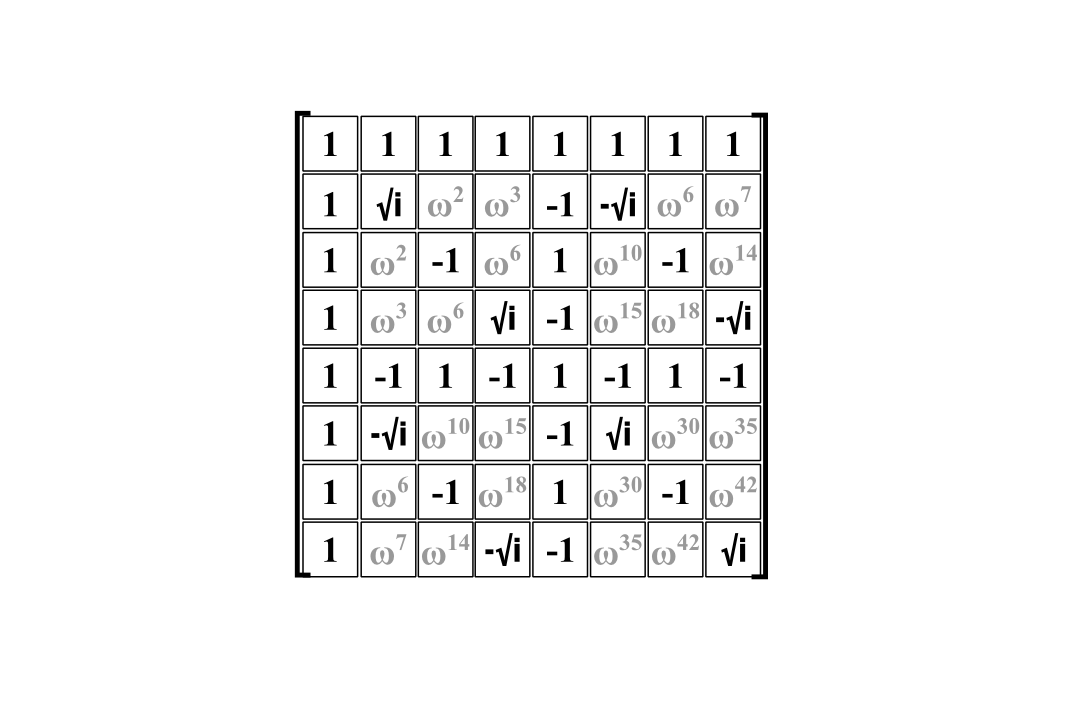 1 1 1 1 1 1 1 1
1 √i ω² ω³ -1 -√i ω⁶ ω⁷
1 ω² -1 ω⁶ 1 ω¹⁰ -1 ω¹⁴
1 ω³ ω⁶ √i -1 ω¹⁵ ω¹⁸ -√i
1 -1 1 -1 1 -1 1 -1
1 -√i ω¹⁰ ω¹⁵ -1 √i ω³⁰ ω³⁵
1 ω⁶ -1 ω¹⁸ 1 ω³⁰ -1 ω⁴²
1 ω⁷ ω¹⁴ -√i -1 ω³⁵ ω⁴² √i